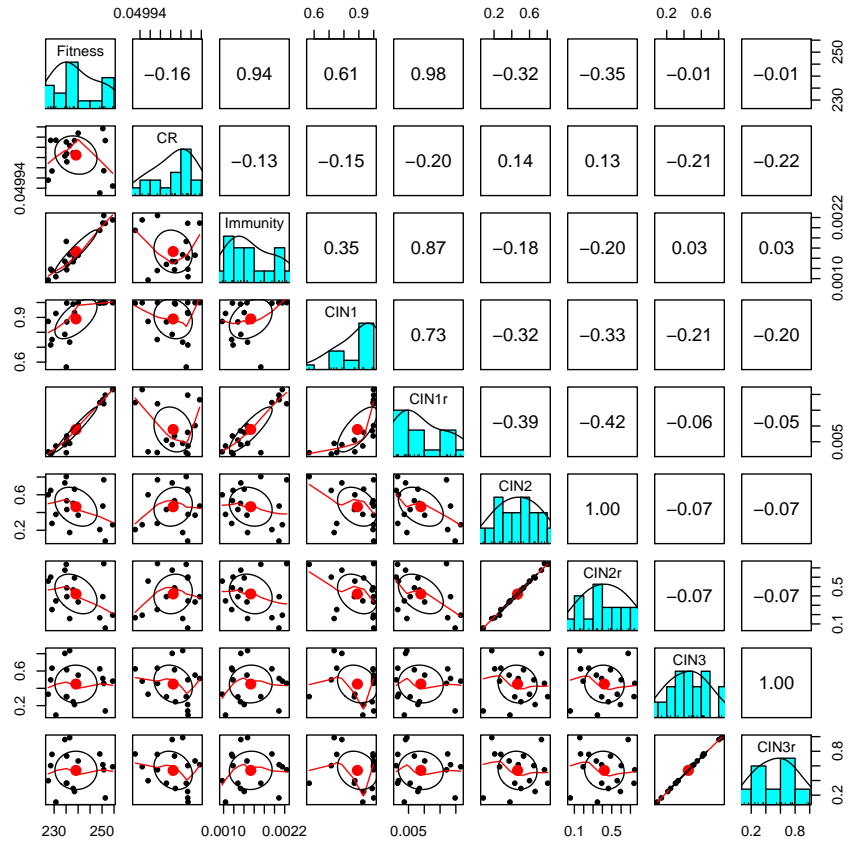 0.04994 0.6 0.9 0.2 0.6 0.2 0.6
Fitness −0.16 0.94 0.61 0.98 −0.32 −0.35 −0.01 −0.01 230 250
0.04994 CR −0.13 −0.15 −0.20 0.14 0.13 −0.21 −0.22
Immunity 0.35 0.87 −0.18 −0.20 0.03 0.03 0.0010 0.0022
0.6 0.9 CIN1 0.73 −0.32 −0.33 −0.21 −0.20
CIN1r −0.39 −0.42 −0.06 −0.05 0.005
0.2 0.6 CIN2 1.00 −0.07 −0.07
CIN2r −0.07 −0.07 0.1 0.5
0.2 0.6 CIN3 1.00
CIN3r 0.2 0.8
230 250 0.0010 0.0022 0.005 0.1 0.5 0.2 0.8